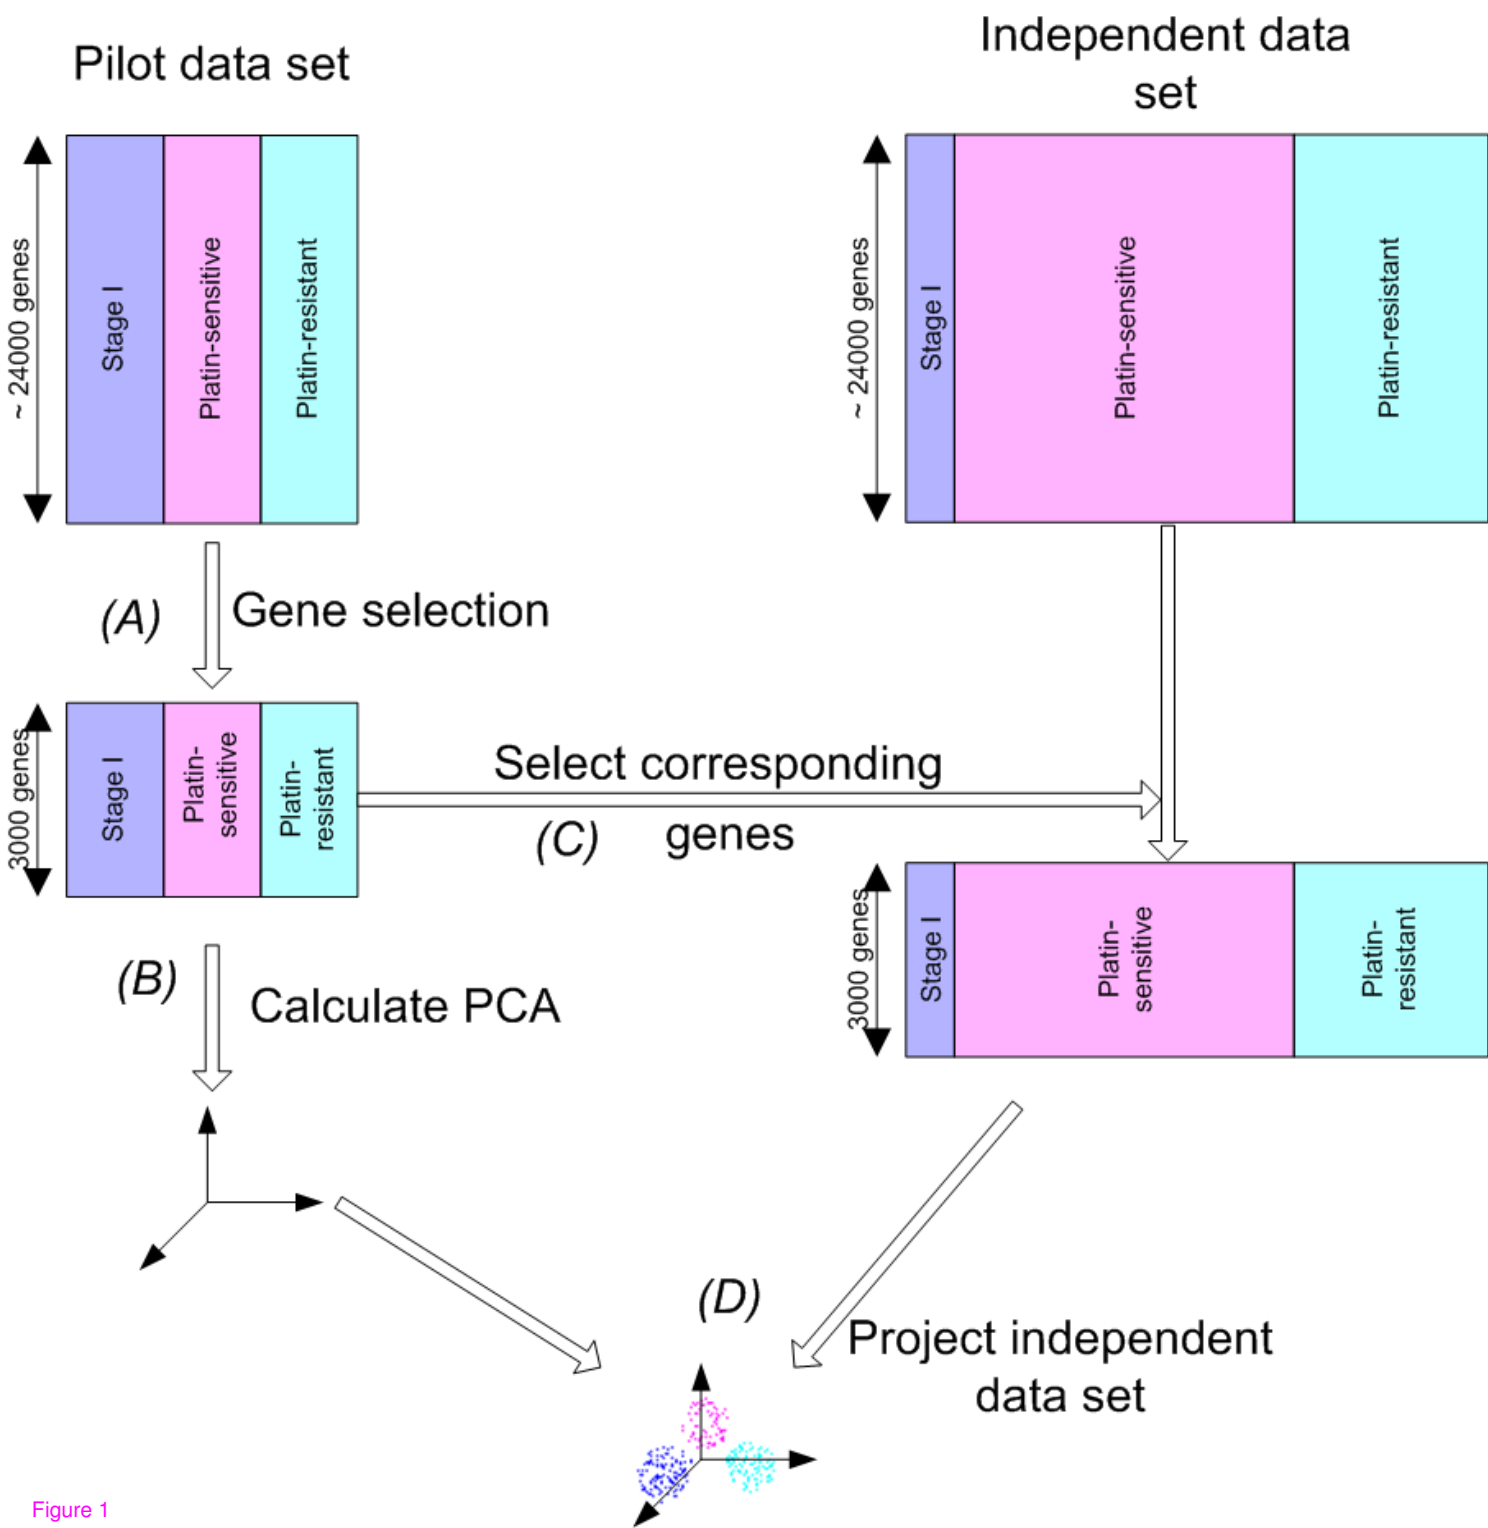 Pilot data set
Independent data
set
~ 24000 genes
Stage I
Platin-sensitive
Platin-resistant
~ 24000 genes
Stage I
Platin-sensitive
Platin-resistant
(A)
Gene selection
3000 genes
Stage I
Platin-
sensitive
Platin-
resistant
Select corresponding
genes
(C)
3000 genes
Stage I
Platin-
sensitive
Platin-
resistant
(B)
Calculate PCA
(D)
Project independent
data set
Figure 1